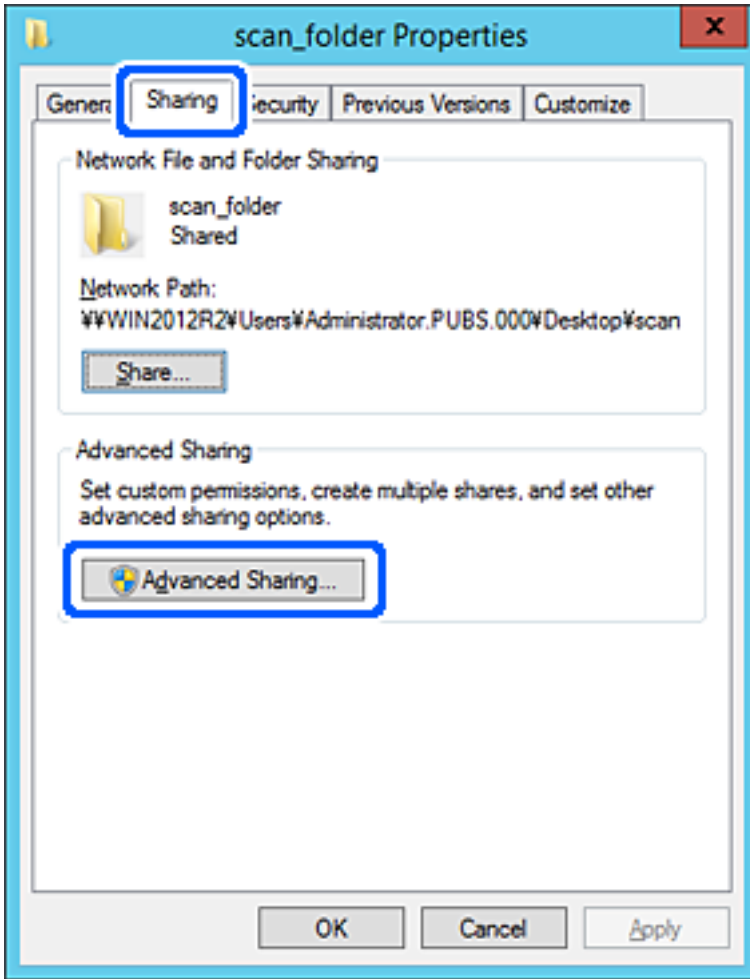 scan_folder Properties
x
Genera Sharing ecurity Previous Versions Customize
Network File and Folder Sharing
scan_folder
Shared
Network Path:
¥¥WIN2012R2¥Users¥Administrator.PUBS.000¥Desktop¥scan
Share...
Advanced Sharing
Set custom permissions, create multiple shares, and set other
advanced sharing options.
Advanced Sharing...
OK Cancel Apply